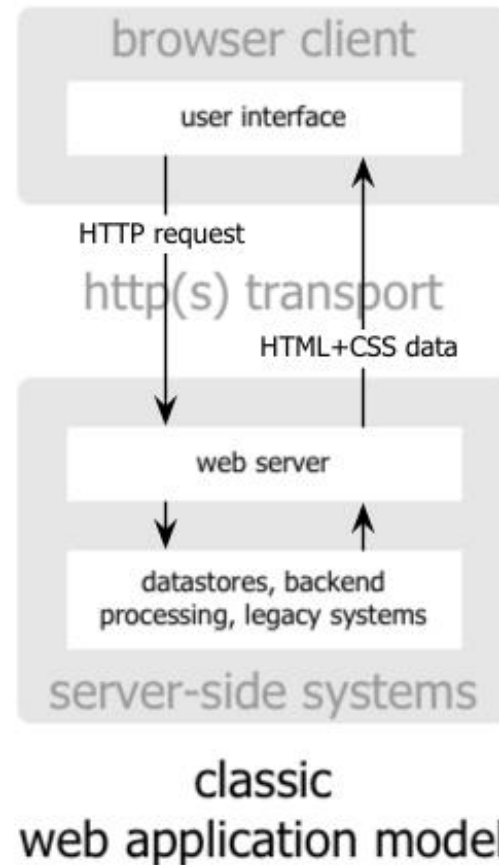 browser client
user interface
HTTP request
http(s) transport
HTML+CSS data
web server
datastores, backend
processing, legacy systems
server-side systems
classic
web application model